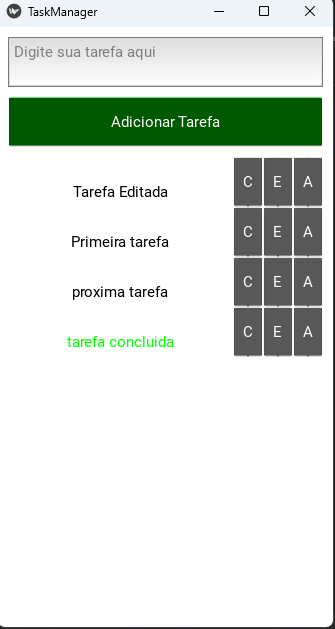 TaskManager
Digite sua tarefa aqui
Adicionar Tarefa
Tarefa Editada C E A
Primeira tarefa C E A
proxima tarefa C E A
tarefa concluida C E A